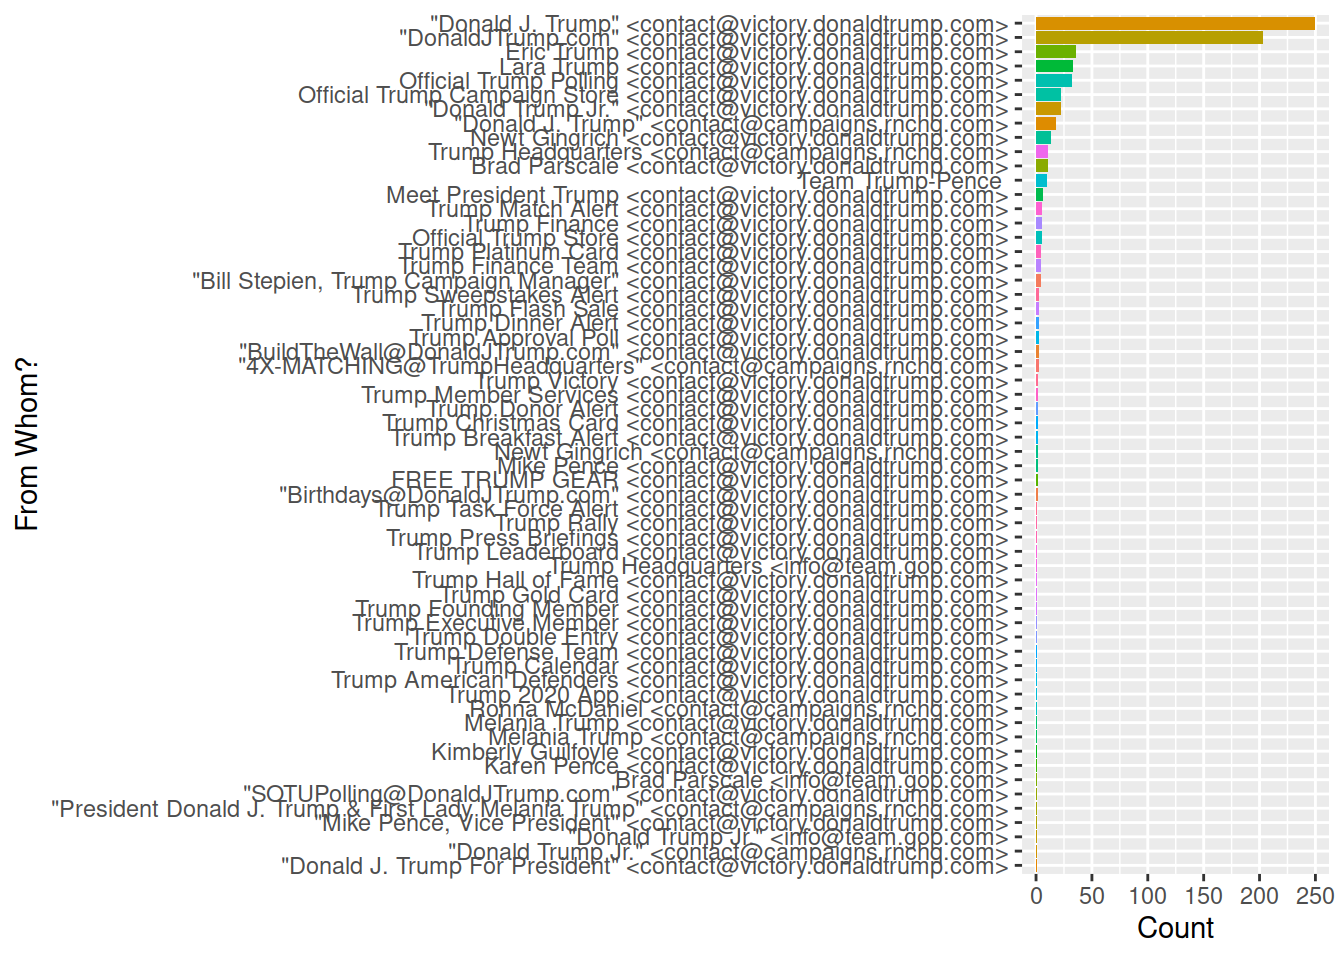 "Donald J. Trump" <contact@victory.donaldtrump.com>
"DonaldJTrump.com" <contact@victory.donaldtrump.com>
Eric Trump <contact@victory.donaldtrump.com>
Lara Trump <contact@victory.donaldtrump.com>
Official Trump Polling <contact@victory.donaldtrump.com>
Official Trump Campaign Store <contact@victory.donaldtrump.com>
"Donald Trump Jr." <contact@victory.donaldtrump.com>
"Donald J. Trump" <contact@campaigns.rnchq.com>
Newt Gingrich <contact@victory.donaldtrump.com>
Trump Headquarters <contact@campaigns.rnchq.com>
Brad Parscale <contact@victory.donaldtrump.com>
Team Trump-Pence
Meet President Trump <contact@victory.donaldtrump.com>
Trump Match Alert <contact@victory.donaldtrump.com>
Trump Finance <contact@victory.donaldtrump.com>
Official Trump Store <contact@victory.donaldtrump.com>
Trump Platinum Card <contact@victory.donaldtrump.com>
Trump Finance Team <contact@victory.donaldtrump.com>
"Bill Stepien, Trump Campaign Manager" <contact@victory.donaldtrump.com>
Trump Sweepstakes Alert <contact@victory.donaldtrump.com>
Trump Flash Sale <contact@victory.donaldtrump.com>
Trump Dinner Alert <contact@victory.donaldtrump.com>
Trump Approval Poll <contact@victory.donaldtrump.com>
"BuildTheWall@DonaldJTrump.com" <contact@victory.donaldtrump.com>
"4X-MATCHING@TrumpHeadquarters" <contact@campaigns.rnchq.com>
Trump Victory <contact@victory.donaldtrump.com>
Trump Member Services <contact@victory.donaldtrump.com>
Trump Donor Alert <contact@victory.donaldtrump.com>
Trump Christmas Card <contact@victory.donaldtrump.com>
Trump Breakfast Alert <contact@victory.donaldtrump.com>
Newt Gingrich <contact@campaigns.rnchq.com>
Mike Pence <contact@victory.donaldtrump.com>
FREE TRUMP GEAR <contact@victory.donaldtrump.com>
"Birthdays@DonaldJTrump.com" <contact@victory.donaldtrump.com>
Trump Task Force Alert <contact@victory.donaldtrump.com>
Trump Rally <contact@victory.donaldtrump.com>
Trump Press Briefings <contact@victory.donaldtrump.com>
Trump Leaderboard <contact@victory.donaldtrump.com>
Trump Headquarters <info@team.gop.com>
Trump Hall of Fame <contact@victory.donaldtrump.com>
Trump Gold Card <contact@victory.donaldtrump.com>
Trump Founding Member <contact@victory.donaldtrump.com>
Trump Executive Member <contact@victory.donaldtrump.com>
Trump Double Entry <contact@victory.donaldtrump.com>
Trump Defense Team <contact@victory.donaldtrump.com>
Trump Calendar <contact@victory.donaldtrump.com>
Trump American Defenders <contact@victory.donaldtrump.com>
Trump 2020 App <contact@victory.donaldtrump.com>
Ronna McDaniel <contact@campaigns.rnchq.com>
Melania Trump <contact@victory.donaldtrump.com>
Melania Trump <contact@campaigns.rnchq.com>
Kimberly Guilfoyle <contact@victory.donaldtrump.com>
Karen Pence <contact@victory.donaldtrump.com>
Brad Parscale <info@team.gop.com>
"SOTUPolling@DonaldJTrump.com" <contact@victory.donaldtrump.com>
"President Donald J. Trump & First Lady Melania Trump" <contact@campaigns.rnchq.com>
"Mike Pence, Vice President" <contact@victory.donaldtrump.com>
"Donald Trump Jr." <info@team.gop.com>
"Donald Trump Jr." <contact@campaigns.rnchq.com>
"Donald J. Trump For President" <contact@victory.donaldtrump.com>
From Whom?
0 50 100 150 200 250
Count